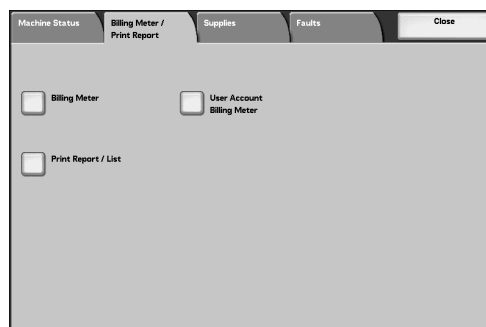 Machine Status
Billing Meter /
Print Report
Supplies
Faults
Close
Billing Meter
User Account
Billing Meter
Print Report / List